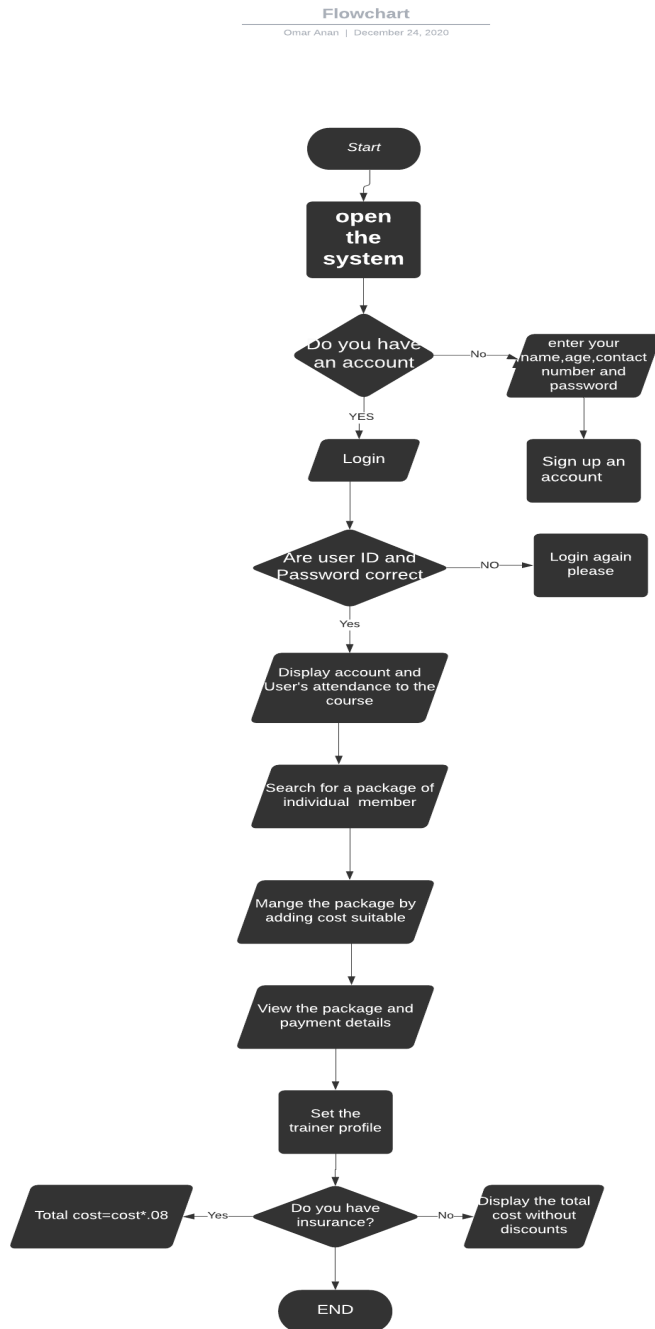 Flowchart
Omar Anan | December 24, 2020
Start
open
the
system
Do you have
an account
No
enter your
name,age,contact
number and
password
YES
Login
Sign up an
account
Are user ID and
Password correct
NO
Login again
please
Yes
Display account and
User's attendance to the
course
Search for a package of
individual member
Mange the package by
adding cost suitable
View the package and
payment details
Set the
trainer profile
Do you have
insurance?
Yes
Total cost=cost*.08
No
Display the total
cost without
discounts
END